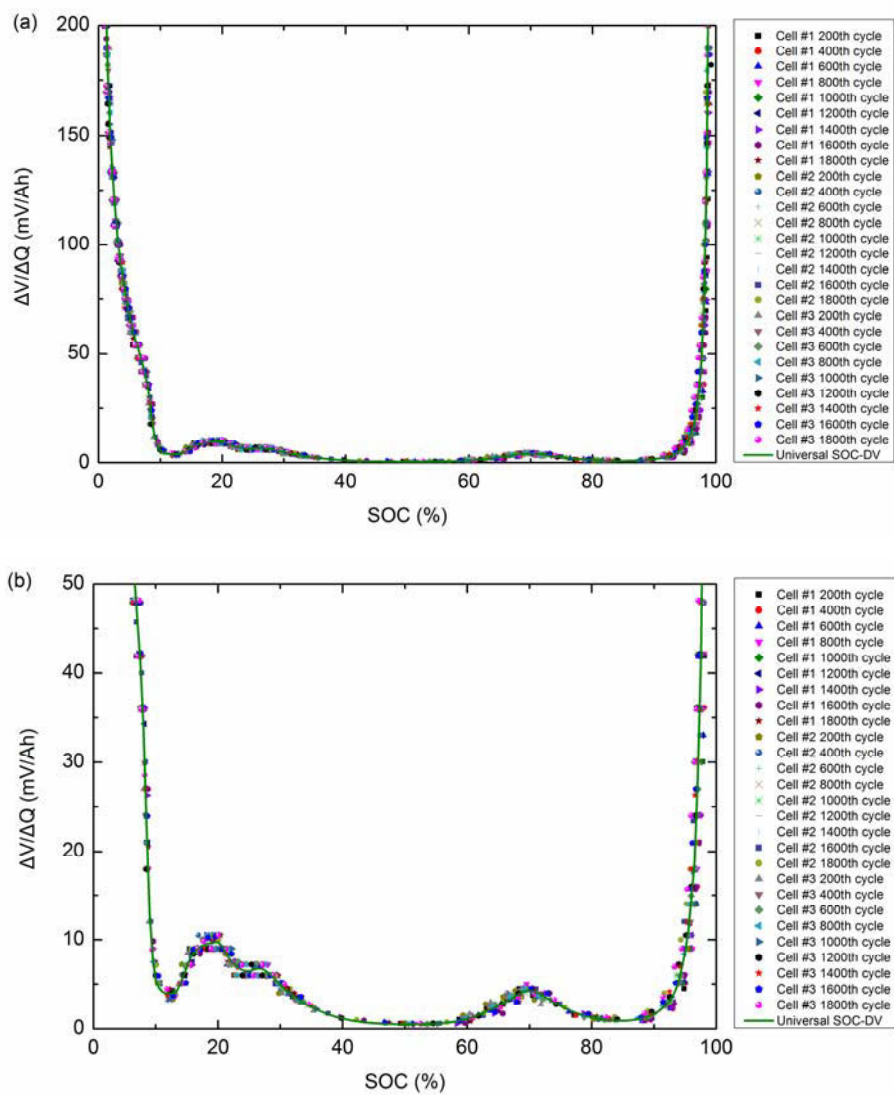 (a)
200
150
100
50
0
ΔV/ΔQ (mV/Ah)
0 20 40 60 80 100
SOC (%)
Cell #1 200th cycle
Cell #1 400th cycle
Cell #1 600th cycle
Cell #1 800th cycle
Cell #1 1000th cycle
Cell #1 1200th cycle
Cell #1 1400th cycle
Cell #1 1600th cycle
Cell #1 1800th cycle
Cell #2 200th cycle
Cell #2 400th cycle
Cell #2 600th cycle
Cell #2 800th cycle
Cell #2 1000th cycle
Cell #2 1200th cycle
Cell #2 1400th cycle
Cell #2 1600th cycle
Cell #2 1800th cycle
Cell #3 200th cycle
Cell #3 400th cycle
Cell #3 600th cycle
Cell #3 800th cycle
Cell #3 1000th cycle
Cell #3 1200th cycle
Cell #3 1400th cycle
Cell #3 1600th cycle
Cell #3 1800th cycle
Universal SOC-DV
(b)
50
40
30
20
10
0
ΔV/ΔQ (mV/Ah)
0 20 40 60 80 100
SOC (%)
Cell #1 200th cycle
Cell #1 400th cycle
Cell #1 600th cycle
Cell #1 800th cycle
Cell #1 1000th cycle
Cell #1 1200th cycle
Cell #1 1400th cycle
Cell #1 1600th cycle
Cell #1 1800th cycle
Cell #2 200th cycle
Cell #2 400th cycle
Cell #2 600th cycle
Cell #2 800th cycle
Cell #2 1000th cycle
Cell #2 1200th cycle
Cell #2 1400th cycle
Cell #2 1600th cycle
Cell #2 1800th cycle
Cell #3 200th cycle
Cell #3 400th cycle
Cell #3 600th cycle
Cell #3 800th cycle
Cell #3 1000th cycle
Cell #3 1200th cycle
Cell #3 1400th cycle
Cell #3 1600th cycle
Cell #3 1800th cycle
Universal SOC-DV